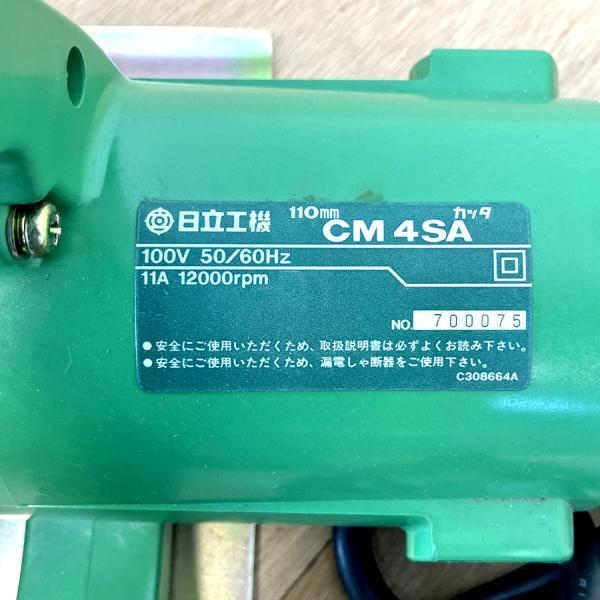 日立工機 110mm カッタ
CM 4SA
100V 50/60Hz
11A 12000rpm
NO. 700075
●安全にご使用いただくため、取扱説明書は必ずよくお読み下さい。
●安全にご使用いただくため、漏電しゃ断器をご使用下さい。
C308664A